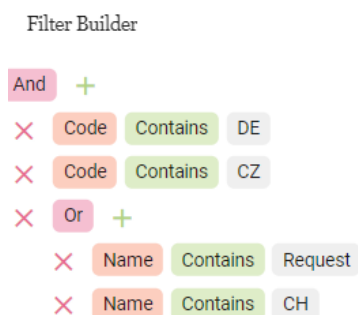 Filter Builder
And +
Code Contains DE
Code Contains CZ
Or +
Name Contains Request
Name Contains CH